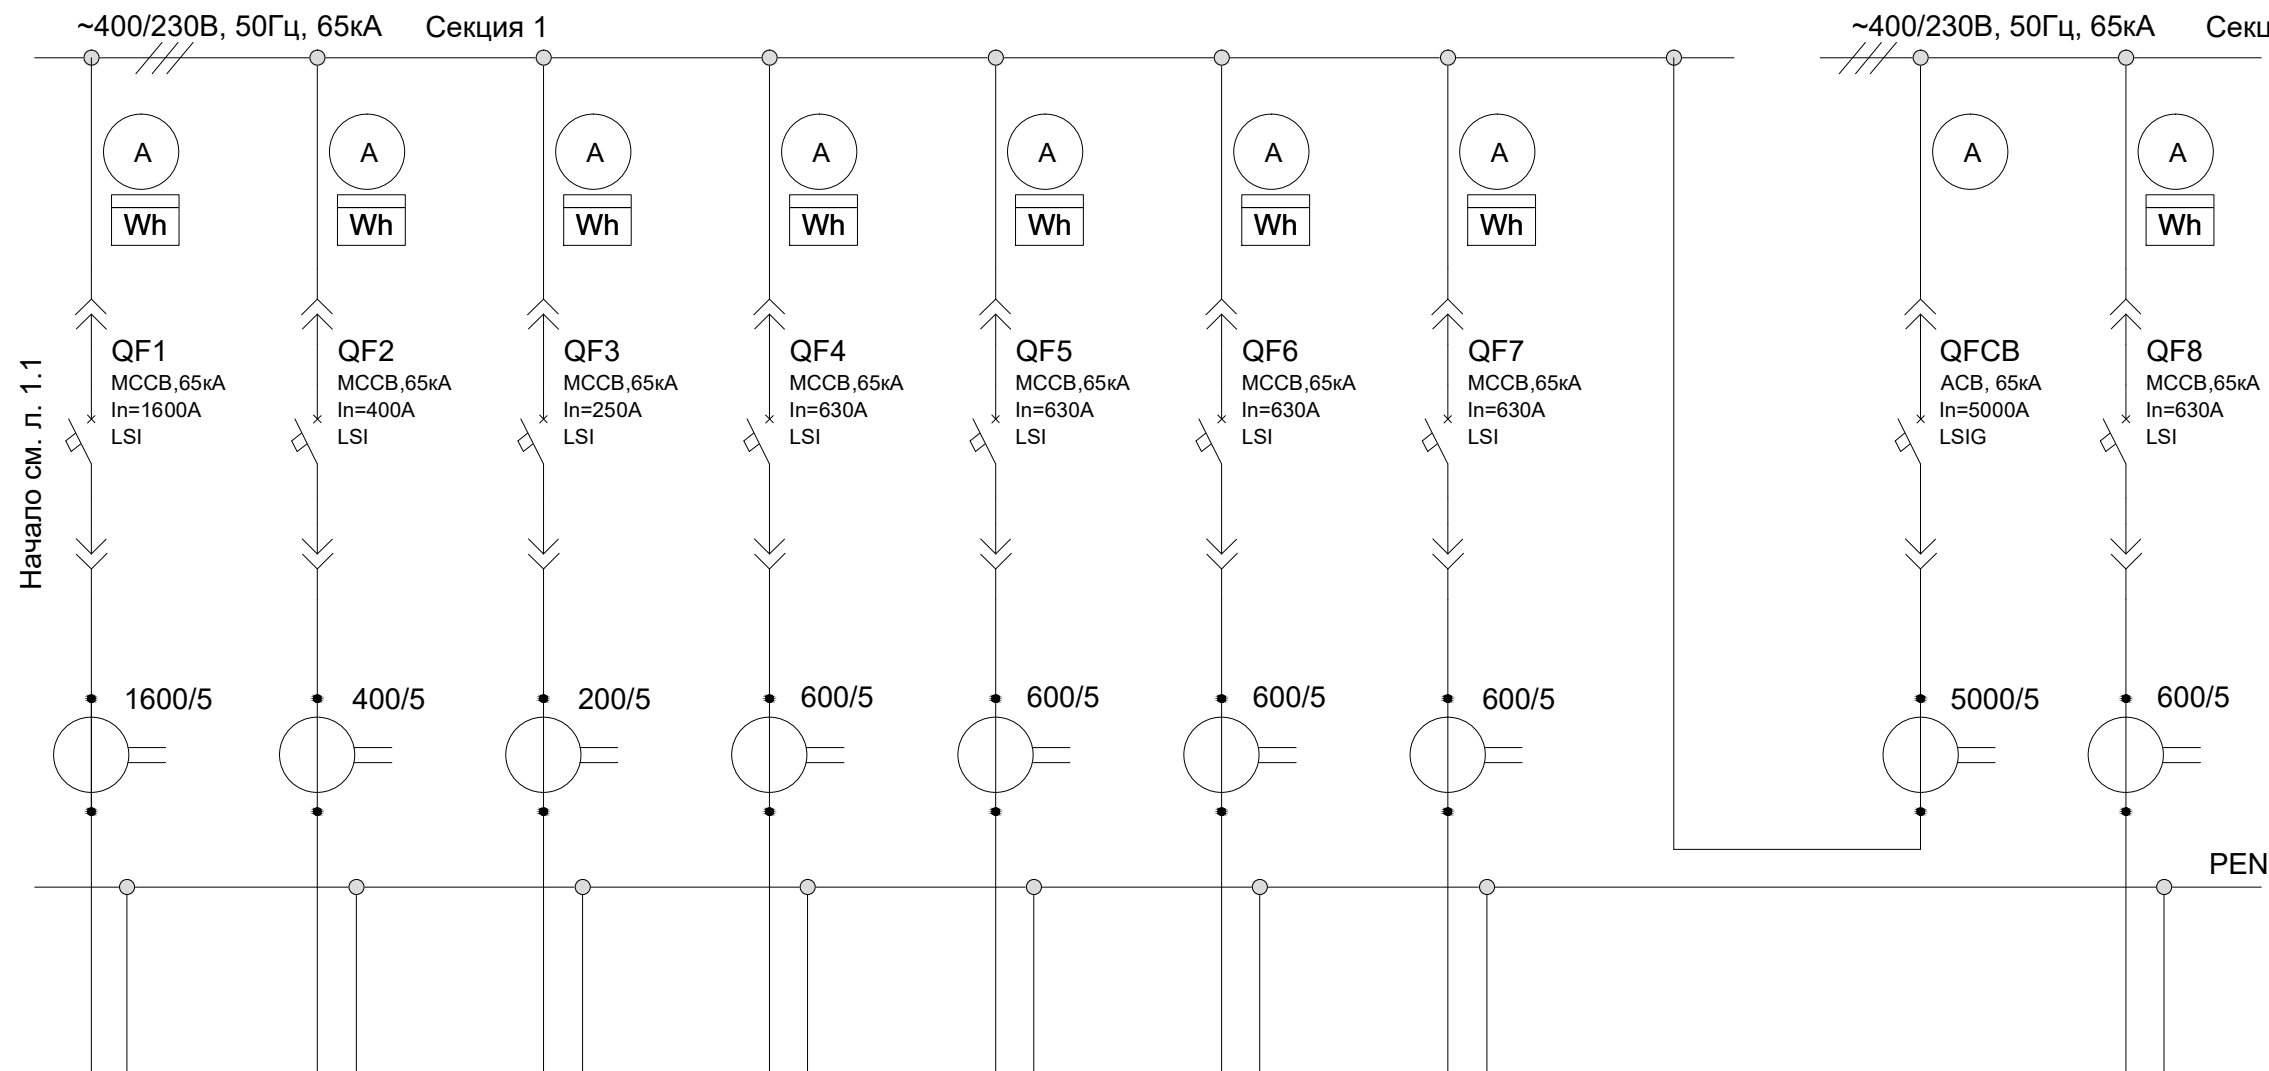 ~400/230В, 50Гц, 65кА Секция 1
~400/230В, 50Гц, 65кА
A
A
A
A
A
A
A
A
A
Wh
Wh
Wh
Wh
Wh
Wh
Wh
Wh
Начало см. л. 1.1
QF1
MCCB,65кА
In=1600A
LSI
QF2
MCCB,65кА
In=400A
LSI
QF3
MCCB,65кА
In=250A
LSI
QF4
MCCB,65кА
In=630A
LSI
QF5
MCCB,65кА
In=630A
LSI
QF6
MCCB,65кА
In=630A
LSI
QF7
MCCB,65кА
In=630A
LSI
QFCB
ACB, 65кА
In=5000A
LSIG
QF8
MCCB,65кА
In=630A
LSI
1600/5
400/5
200/5
600/5
600/5
600/5
600/5
5000/5
600/5
PEN